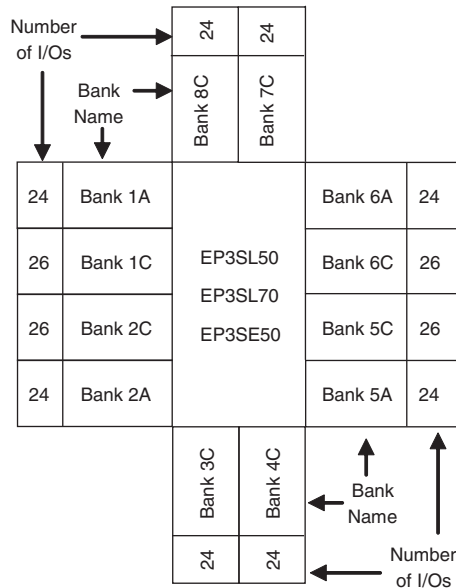 Number
of I/Os
24
24
Bank
Name
Bank 8C
Bank 7C
24
Bank 1A
Bank 6A
24
26
Bank 1C
EP3SL50
Bank 6C
26
EP3SL70
26
Bank 2C
EP3SE50
Bank 5C
26
24
Bank 2A
Bank 5A
24
Bank 3C
Bank 4C
Bank
Name
24
24
Number
of I/Os